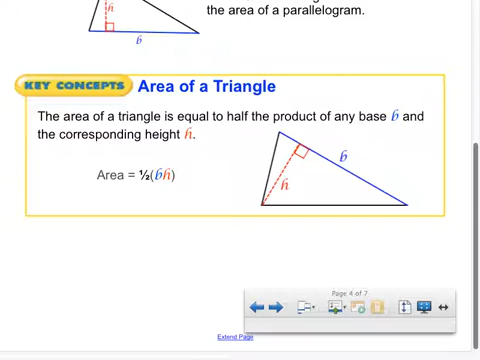 the area of a parallelogram.
h
b
KEY CONCEPTS Area of a Triangle
The area of a triangle is equal to half the product of any base b and
the corresponding height h.
Area = ½(bh)
b
h
Page 4 of 7
Extend Page